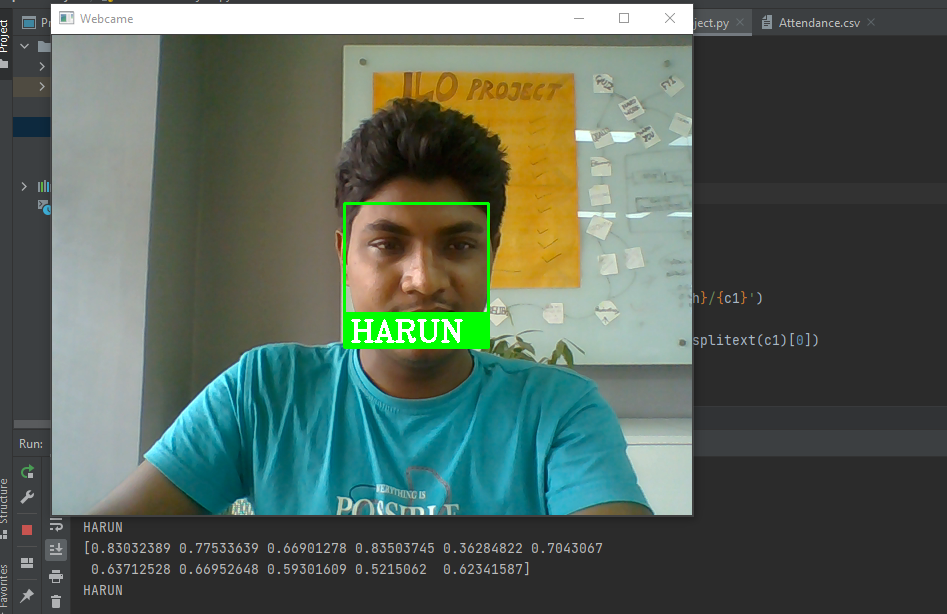 Webcame
ject.py
Attendance.csv
Project
ILO PROJECT
h}/{c1}')
HARUN
splitext(c1)[0])
Run:
EVERYTHING IS
POSSIBLE
Structure
Favorites
HARUN
[0.83032389 0.77533639 0.66901278 0.83503745 0.36284822 0.7043067
0.63712528 0.66952648 0.59301609 0.5215062 0.62341587]
HARUN